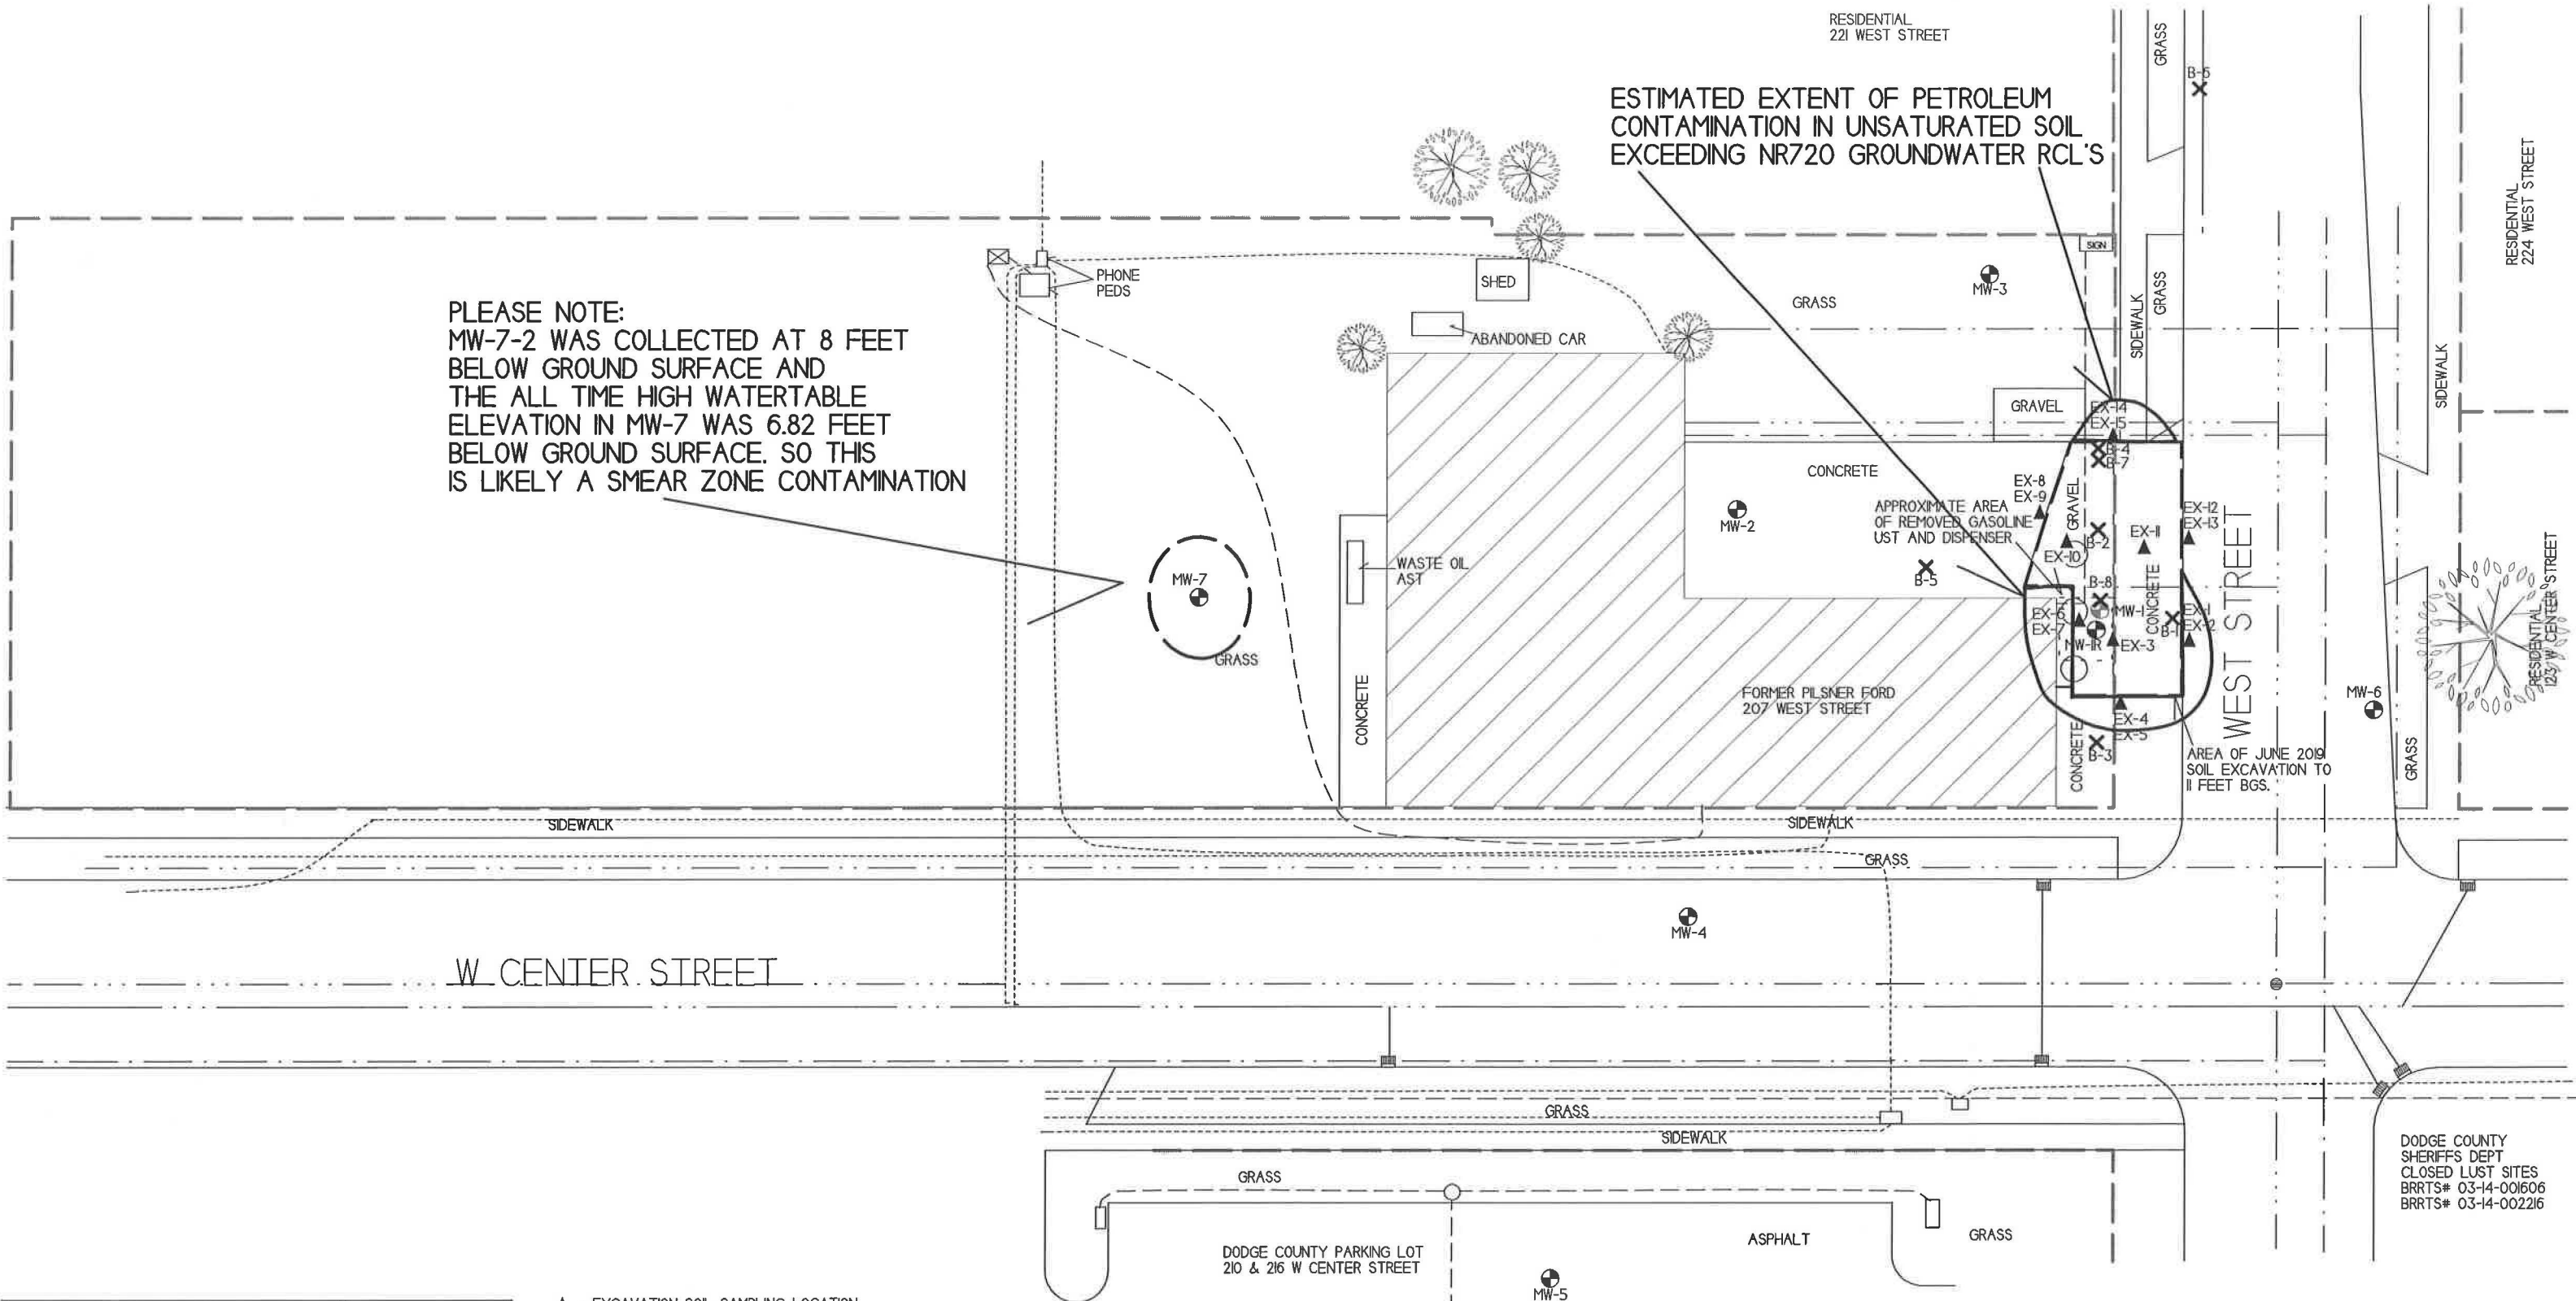 RESIDENTIAL
221 WEST STREET
GRASS
B-6
ESTIMATED EXTENT OF PETROLEUM
CONTAMINATION IN UNSATURATED SOIL
EXCEEDING NR720 GROUNDWATER RCL'S
RESIDENTIAL
224 WEST STREET
SIGN
PHONE
PEDS
SHED
MW-3
GRASS
SIDEWALK
GRASS
SIDEWALK
PLEASE NOTE:
MW-7-2 WAS COLLECTED AT 8 FEET
BELOW GROUND SURFACE AND
THE ALL TIME HIGH WATERTABLE
ELEVATION IN MW-7 WAS 6.82 FEET
BELOW GROUND SURFACE. SO THIS
IS LIKELY A SMEAR ZONE CONTAMINATION
ABANDONED CAR
GRAVEL
EX-14
EX-15
B-4
B-7
CONCRETE
EX-8
EX-9
GRAVEL
APPROXIMATE AREA
OF REMOVED GASOLINE
UST AND DISPENSER
EX-12
EX-13
MW-2
B-2
EX-11
EX-10
WASTE OIL
AST
B-5
MW-7
B-8
CONCRETE
EX-6
EX-7
MW-1
EX-1
EX-2
B-1
MW-1R
EX-3
WEST STREET
RESIDENTIAL
123 W CENTER STREET
GRASS
CONCRETE
FORMER PILSNER FORD
207 WEST STREET
MW-6
EX-4
EX-5
CONCRETE
B-3
AREA OF JUNE 2019
SOIL EXCAVATION TO
11 FEET BGS.
GRASS
SIDEWALK
SIDEWALK
GRASS
MW-4
W CENTER STREET
GRASS
SIDEWALK
GRASS
DODGE COUNTY
SHERIFFS DEPT
CLOSED LUST SITES
BRRTS# 03-14-001606
BRRTS# 03-14-002216
DODGE COUNTY PARKING LOT
210 & 216 W CENTER STREET
ASPHALT
GRASS
MW-5
EXCAVATION SOIL SAMPLING LOCATION